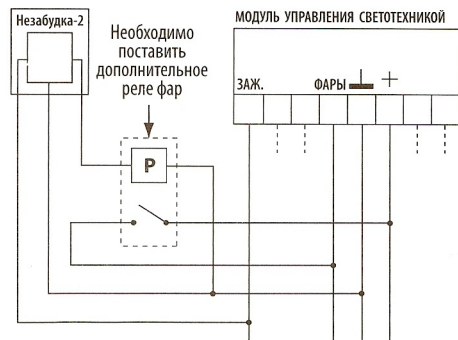 Незабудка-2
Необходимо
поставить
дополнительное
реле фар
Р
МОДУЛЬ УПРАВЛЕНИЯ СВЕТОТЕХНИКОЙ
ЗАЖ.
ФАРЫ
+